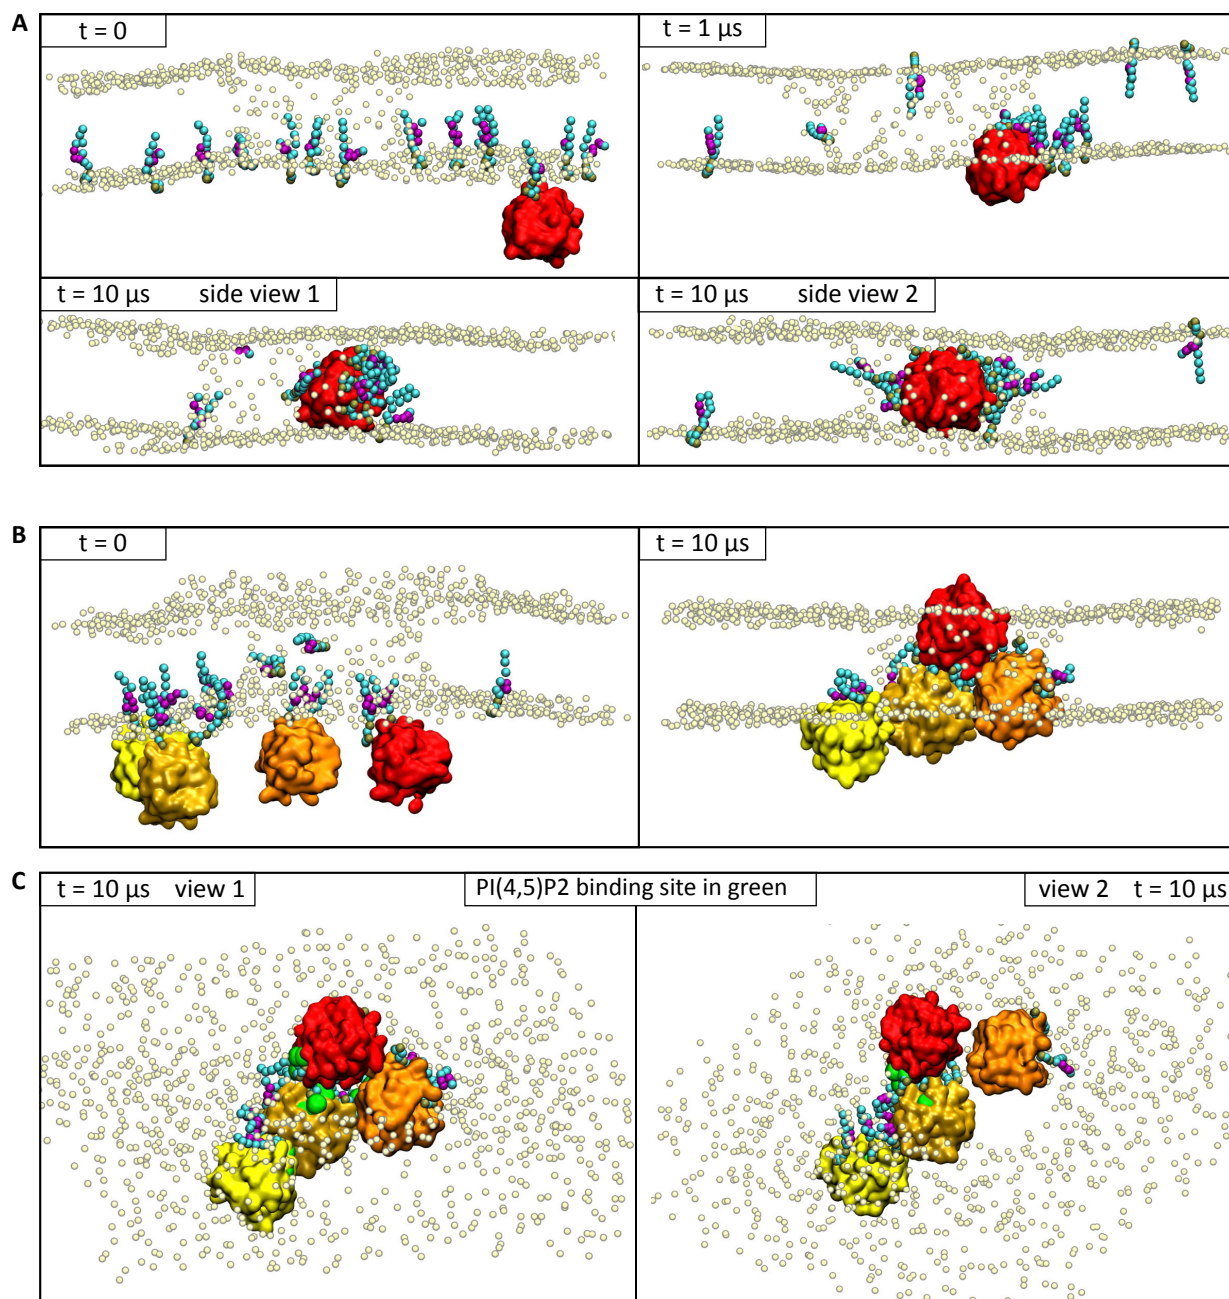 A
t = 0
t = 1 µs
t = 10 µs side view 1
t = 10 µs side view 2
B
t = 0
t = 10 µs
C
t = 10 µs view 1
PI(4,5)P2 binding site in green
view 2 t = 10 µs